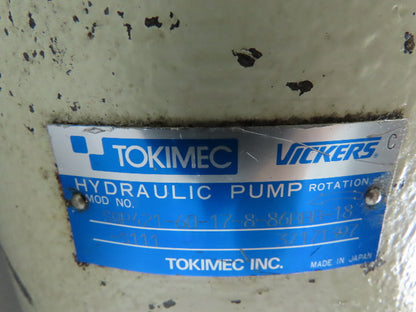 TOKIMEC VICKERS® C
HYDRAULIC PUMP ROTATION
MOD NO.
TOKIMEC INC. MADE IN JAPAN